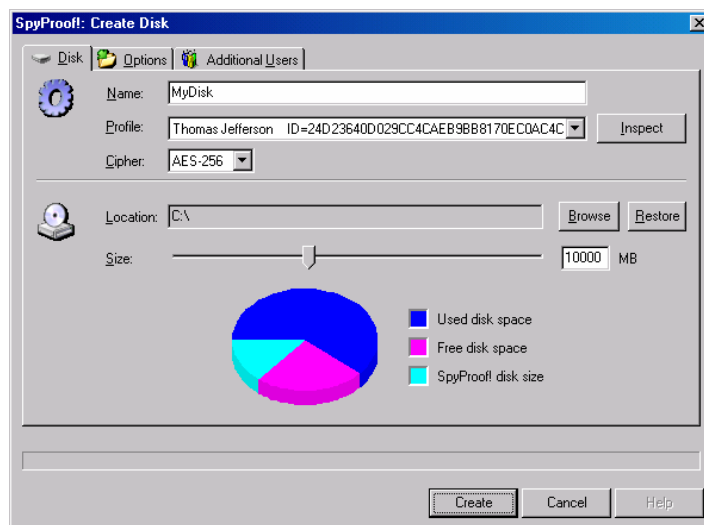 SpyProof!: Create Disk
Disk Options Additional Users
Name: MyDisk
Profile: Thomas Jefferson ID=24D23640D029CC4CAEB9BB8170EC0AC4C Inspect
Cipher: AES-256
Location: C:\ Browse Restore
Size: 10000 MB
Used disk space
Free disk space
SpyProof! disk size
Create Cancel Help